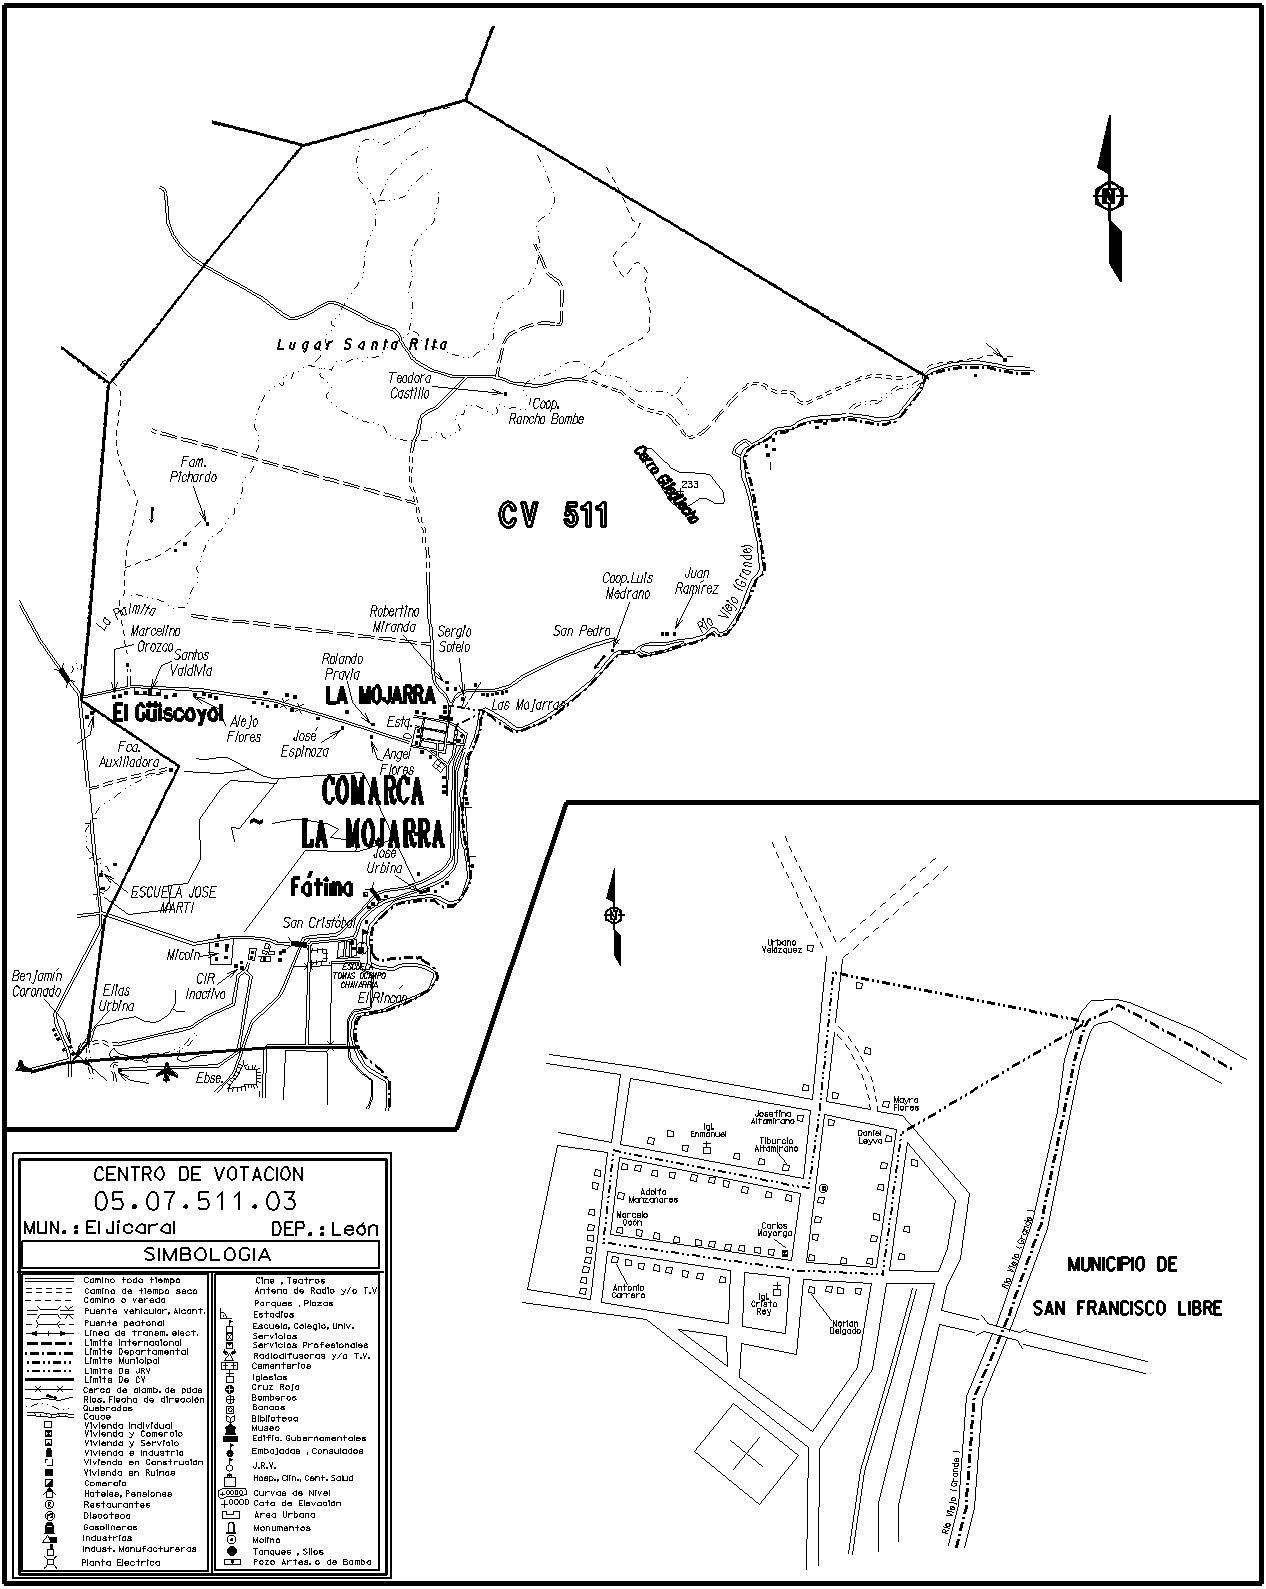 N
Lugar Santa Rita
Teodora
Castillo
Coop.
Rancho Bombe
Fam.
Pichardo
Cerro Güegüecho
233
CV 511
Río Viejo (Grande)
Coop.Luis
Medrano
Juan
Ramírez
San Pedro
Robertino
Miranda
Sergio
Sotelo
La Palmita
Marcelino
Orozco
Santos
Valdivia
Rolando
Pravia
LA MOJARRA
Las Mojarras
El Güiscoyol
Alejo
Flores
José
Espinoza
Esta.
Angel
Flores
Fca.
Auxiliadora
COMARCA
LA MOJARRA
José
Urbina
Fátima
ESCUELA JOSE
MARTI
San Cristóbal
Micoin
ESCUELA
TOMAS OCAMPO
CHAVARRIA
CIR
Inactivo
El Rincon
Benjamín
Coronado
Elías
Urbina
Ebse.
N
Urbano
Velázquez
Mayra
Flores
Josefina
Altamirano
Daniel
Leyva
Igl.
Enmanuel
Tiburcio
Altamirano
Adolfo
Manzanares
Marcelo
Ocón
Carlos
Mayorga
Antonio
Carrero
Igl.
Cristo
Rey
Norlan
Delgado
Río Viejo (Grande )
MUNICIPIO DE
SAN FRANCISCO LIBRE
Río Viejo (Grande )
CENTRO DE VOTACION
05.07.511.03
MUN.: El Jicaral DEP.: León
SIMBOLOGIA
Camino todo tiempo
Camino de tiempo seco
Camino o vereda
Puente vehicular, Alcant.
Puente peatonal
Línea de transm. elect.
Límite Internacional
Límite Departamental
Límite Municipal
Límite De JRV
Límite De CV
Cerca de alamb. de puas
Ríos. Flecha de dirección
Quebradas
Cauce
Vivienda Individual
Vivienda y Comercio
Vivienda y Servicio
Vivienda e Industria
Vivienda en Construcion
Vivienda en Ruinas
Comercio
Hoteles, Pensiones
Restaurantes
Discoteca
Gasolineras
Industrias
Indust. Manufactureras
Planta Electrica
Cine , Teatros
Antena de Radio y/o T.V
Parques , Plazas
Estadios
Escuela, Colegio, Univ.
Servicios
Servicios Profesionales
Radiodifusoras y/o T.V.
Cementerios
Iglesias
Cruz Roja
Bomberos
Bancos
Biblioteca
Museo
Edific. Gubernamentales
Embajadas , Consulados
J.R.V.
Hosp., Clin., Cent. Salud
Curvas de Nivel
Cota de Elevación
Area Urbana
Monumentos
Molino
Tanques , Silos
Pozo Artes. o de Bomba